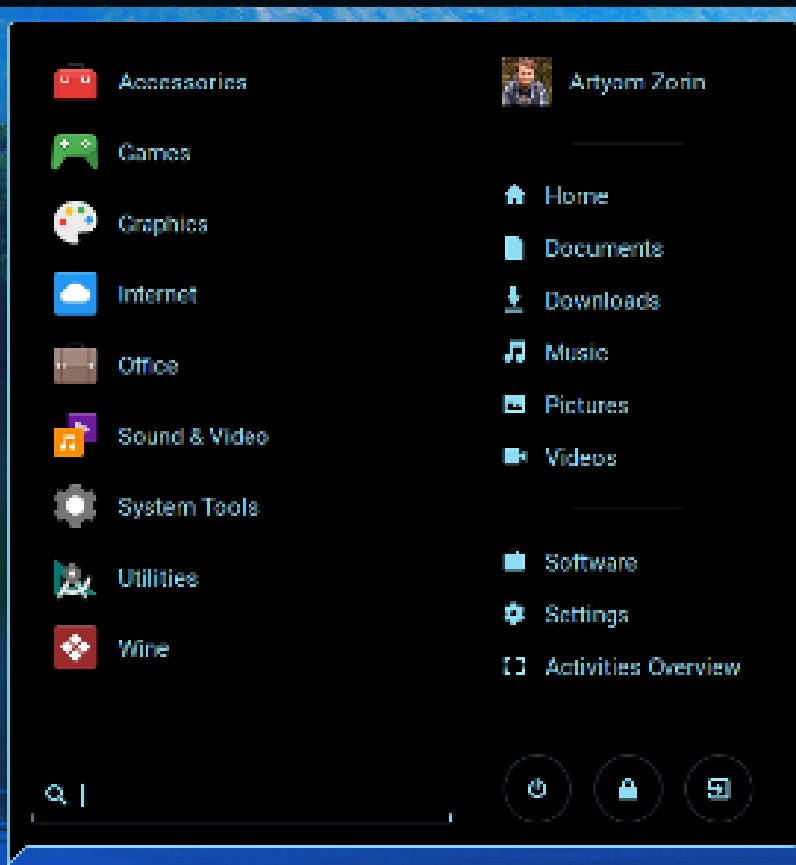 Accessories
Games
Graphics
Internet
Office
Sound & Video
System Tools
Utilities
Wine
Artyom Zorin
Home
Documents
Downloads
Music
Pictures
Videos
Software
Settings
Activities Overview